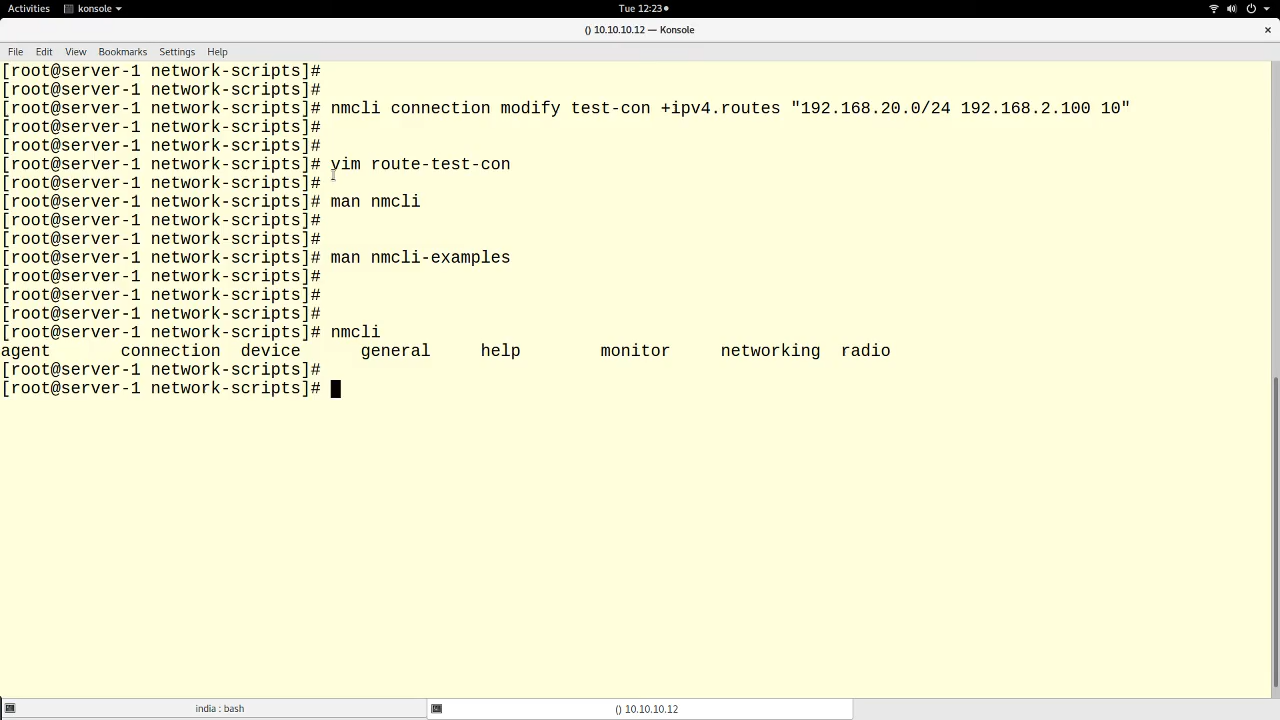 Activities konsole Tue 12:23
() 10.10.10.12 — Konsole
File Edit View Bookmarks Settings Help
[root@server-1 network-scripts]#
[root@server-1 network-scripts]#
[root@server-1 network-scripts]# nmcli connection modify test-con +ipv4.routes "192.168.20.0/24 192.168.2.100 10"
[root@server-1 network-scripts]#
[root@server-1 network-scripts]#
[root@server-1 network-scripts]# vim route-test-con
[root@server-1 network-scripts]#
[root@server-1 network-scripts]# man nmcli
[root@server-1 network-scripts]#
[root@server-1 network-scripts]#
[root@server-1 network-scripts]# man nmcli-examples
[root@server-1 network-scripts]#
[root@server-1 network-scripts]#
[root@server-1 network-scripts]#
[root@server-1 network-scripts]# nmcli
agent connection device general help monitor networking radio
[root@server-1 network-scripts]#
[root@server-1 network-scripts]#
india : bash () 10.10.10.12